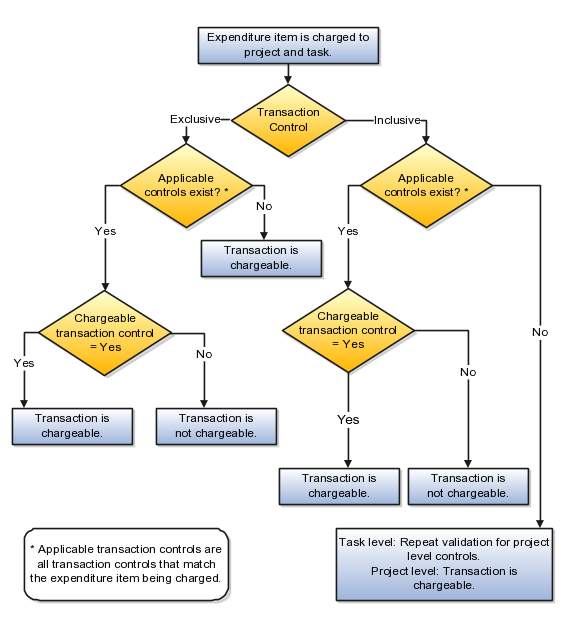 Expenditure item is charged to
project and task.
Transaction
Control
Exclusive
Inclusive
Applicable
controls exist? *
Applicable
controls exist? *
No
Yes
Yes
Transaction is
chargeable.
Chargeable
transaction control
= Yes
Chargeable
transaction control
= Yes
No
Yes
No
No
Transaction is
chargeable.
Transaction is
not chargeable.
Yes
Transaction is
chargeable.
Transaction is
not chargeable.
* Applicable transaction controls are
all transaction controls that match
the expenditure item being charged.
Task level: Repeat validation for project
level controls.
Project level: Transaction is
chargeable.